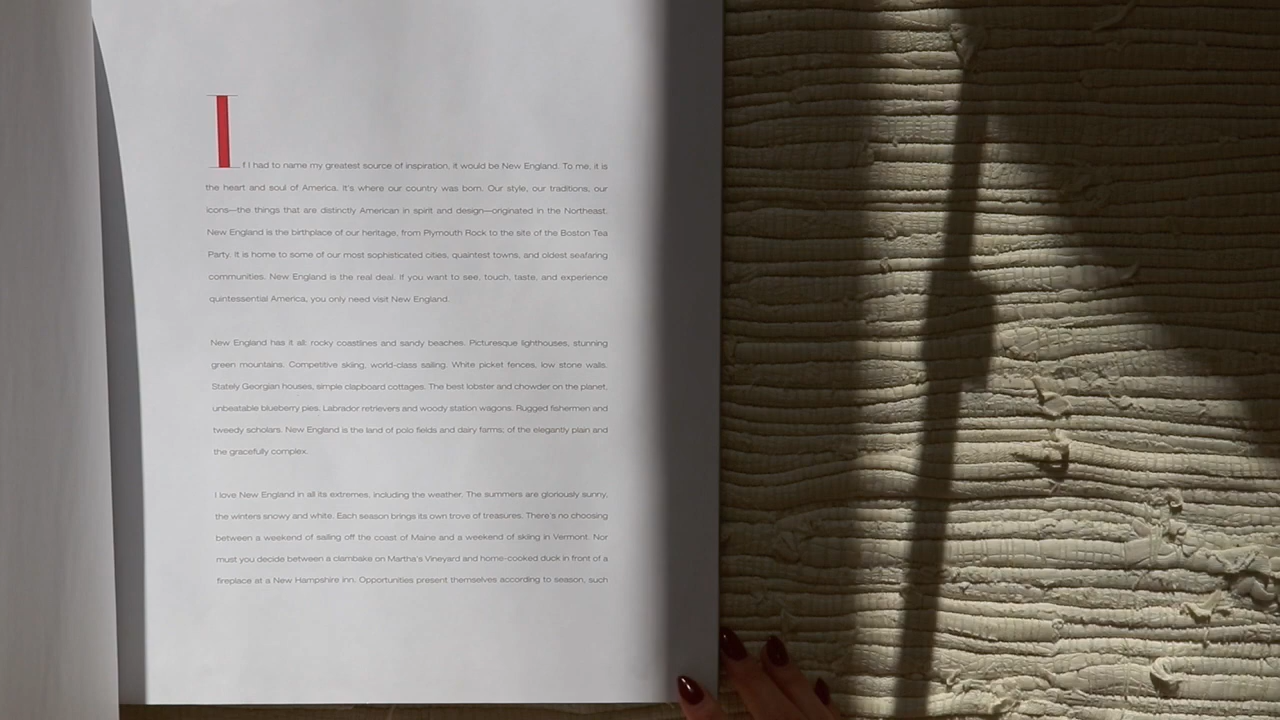 If I had to name my greatest source of inspiration, it would be New England. To me, it is
the heart and soul of America. It's where our country was born. Our style, our traditions, our
icons—the things that are distinctly American in spirit and design—originated in the Northeast.
New England is the birthplace of our heritage, from Plymouth Rock to the site of the Boston Tea
Party. It is home to some of our most sophisticated cities, quaintest towns, and oldest seafaring
communities. New England is the real deal. If you want to see, touch, taste, and experience
quintessential America, you only need visit New England.
New England has it all: rocky coastlines and sandy beaches. Picturesque lighthouses, stunning
green mountains. Competitive skiing, world-class sailing. White picket fences, low stone walls.
Stately Georgian houses, simple clapboard cottages. The best lobster and chowder on the planet,
unbeatable blueberry pies. Labrador retrievers and woody station wagons. Rugged fishermen and
tweedy scholars. New England is the land of polo fields and dairy farms; of the elegantly plain and
the gracefully complex.
I love New England in all its extremes, including the weather. The summers are gloriously sunny,
the winters snowy and white. Each season brings its own trove of treasures. There's no choosing
between a weekend of sailing off the coast of Maine and a weekend of skiing in Vermont. Nor
must you decide between a clambake on Martha's Vineyard and home-cooked duck in front of a
fireplace at a New Hampshire inn. Opportunities present themselves according to season, such